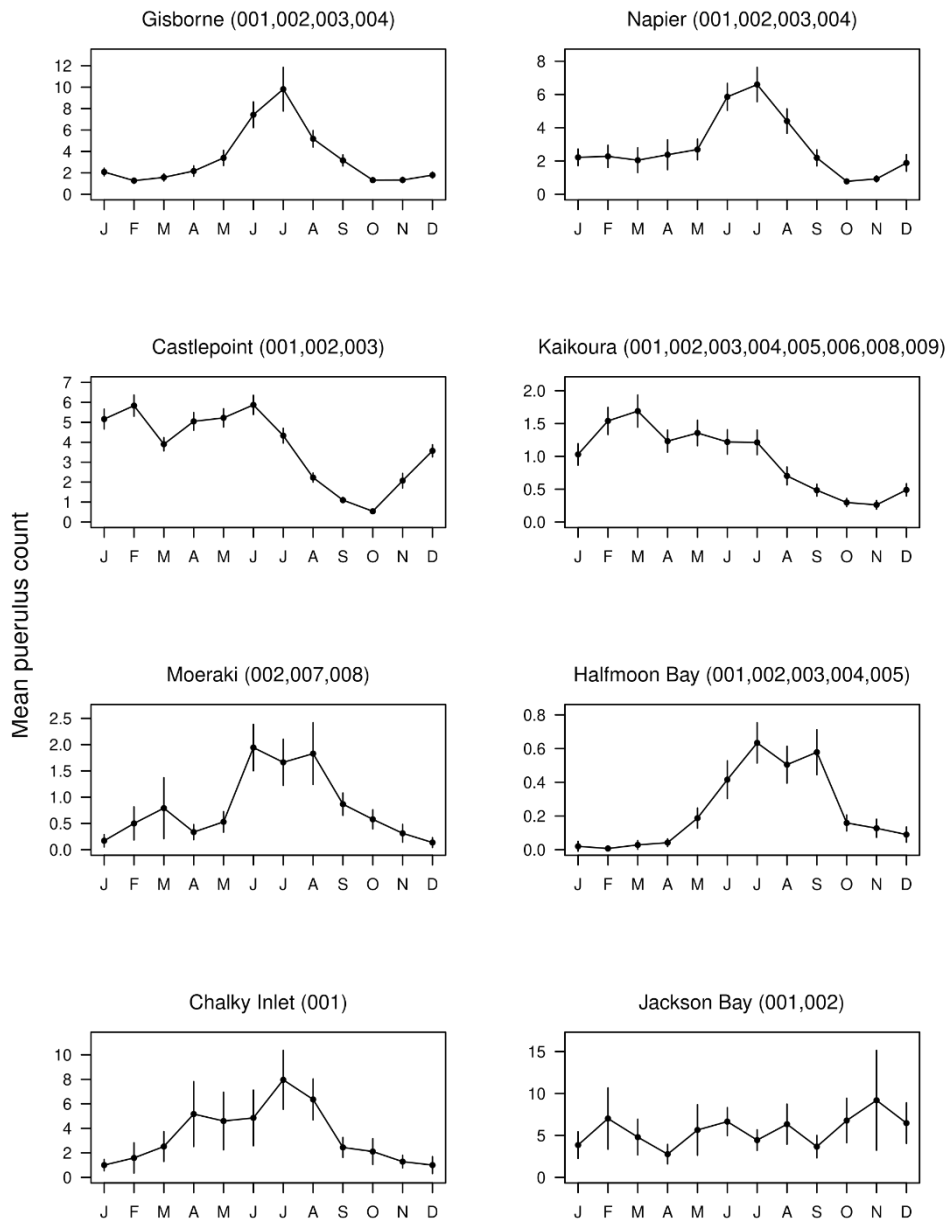 Mean puerulus count
Gisborne (001,002,003,004)
12
10
8
6
4
2
0
J F M A M J J A S O N D
Napier (001,002,003,004)
8
6
4
2
0
J F M A M J J A S O N D
Castlepoint (001,002,003)
7
6
5
4
3
2
1
0
J F M A M J J A S O N D
Kaikoura (001,002,003,004,005,006,008,009)
2.0
1.5
1.0
0.5
0.0
J F M A M J J A S O N D
Moeraki (002,007,008)
2.5
2.0
1.5
1.0
0.5
0.0
J F M A M J J A S O N D
Halfmoon Bay (001,002,003,004,005)
0.8
0.6
0.4
0.2
0.0
J F M A M J J A S O N D
Chalky Inlet (001)
10
8
6
4
2
0
J F M A M J J A S O N D
Jackson Bay (001,002)
15
10
5
0
J F M A M J J A S O N D